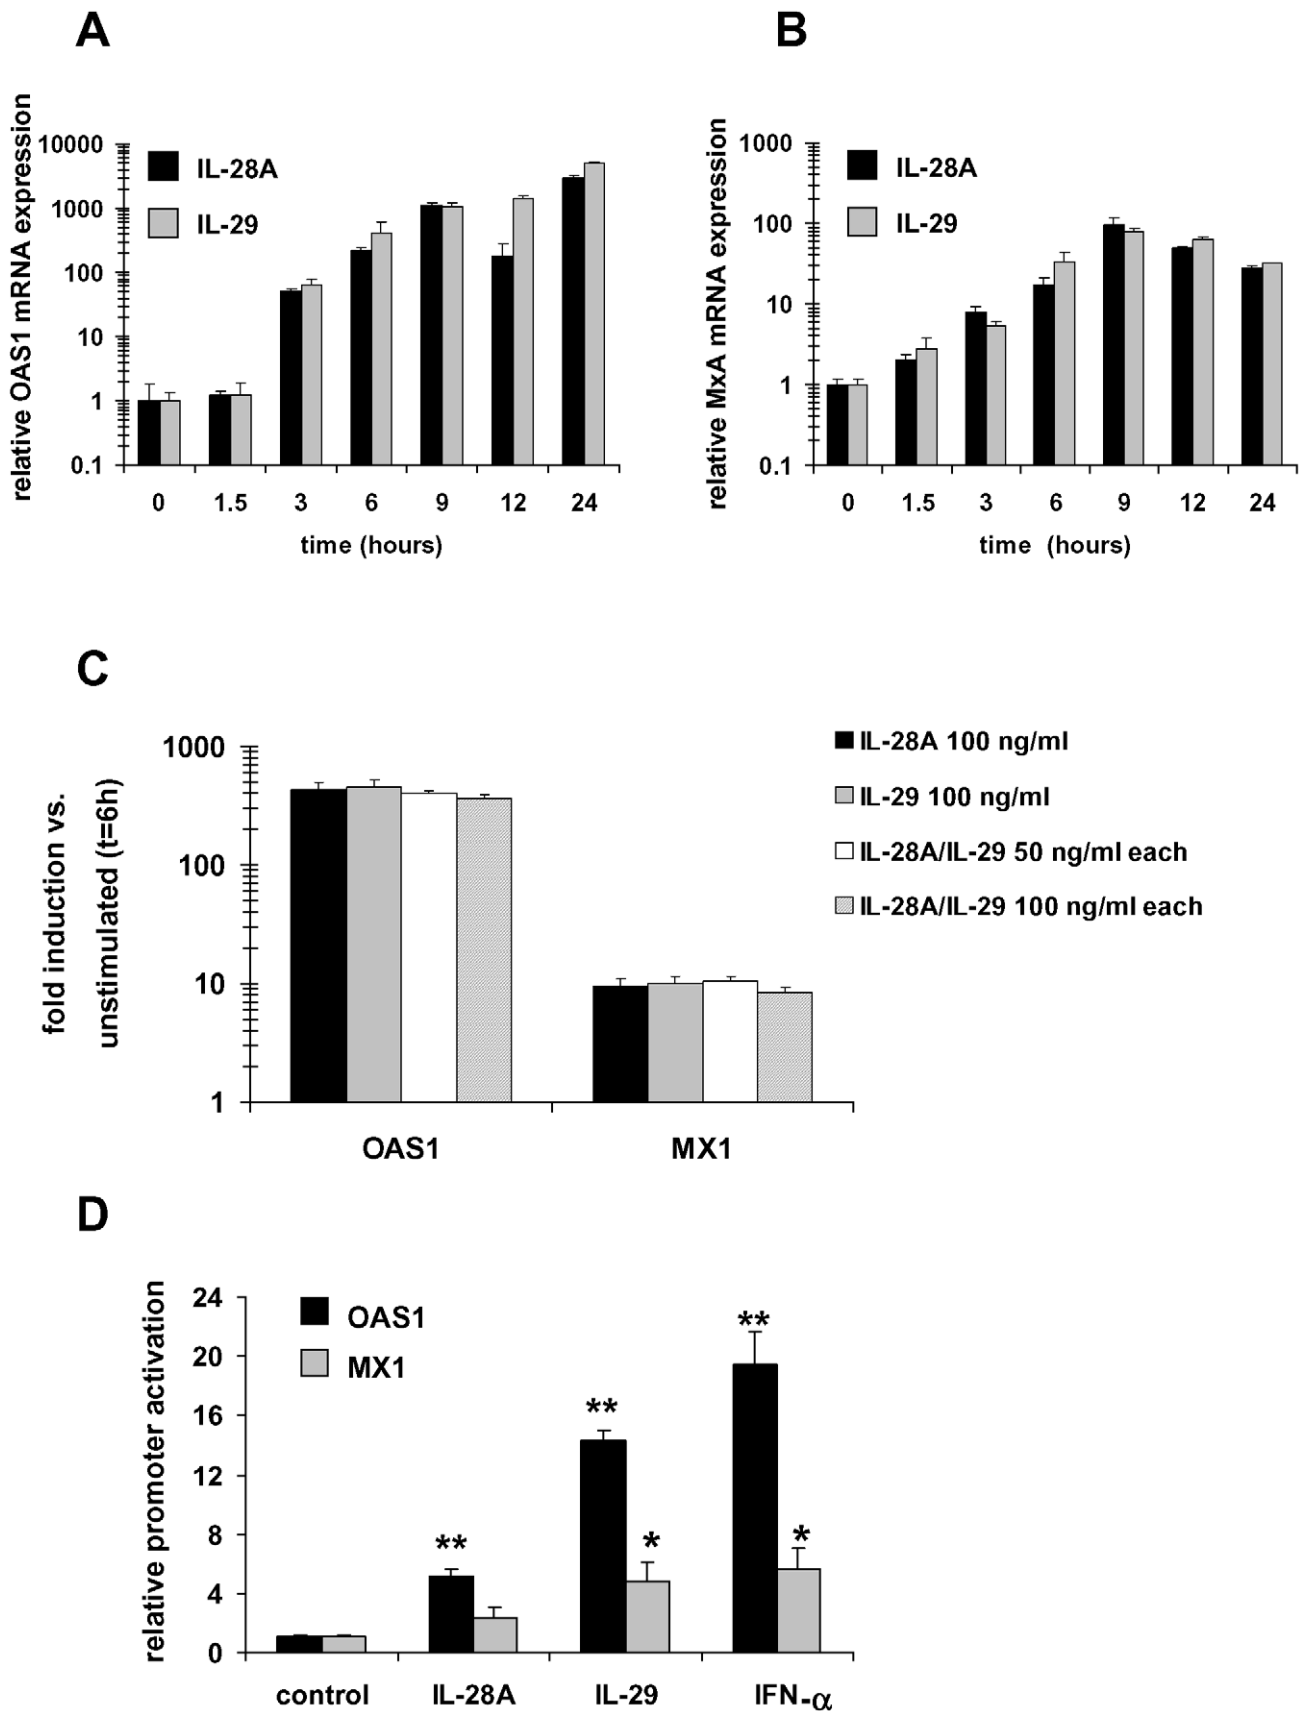 A
relative OAS1 mRNA expression
10000
1000
100
10
1
0.1
IL-28A
IL-29
0 1.5 3 6 9 12 24
time (hours)
B
relative MxA mRNA expression
1000
100
10
1
0.1
IL-28A
IL-29
0 1.5 3 6 9 12 24
time (hours)
C
fold induction vs.
unstimulated (t=6h)
1000
100
10
1
OAS1 MX1
IL-28A 100 ng/ml
IL-29 100 ng/ml
IL-28A/IL-29 50 ng/ml each
IL-28A/IL-29 100 ng/ml each
D
relative promoter activation
24
20
16
12
8
4
0
OAS1
MX1
**
**
*
**
*
control IL-28A IL-29 IFN-α